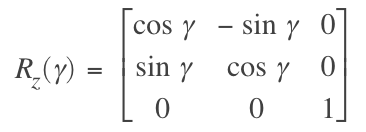 cos γ − sin γ 0
R_z(γ) = sin γ cos γ 0
0 0 1